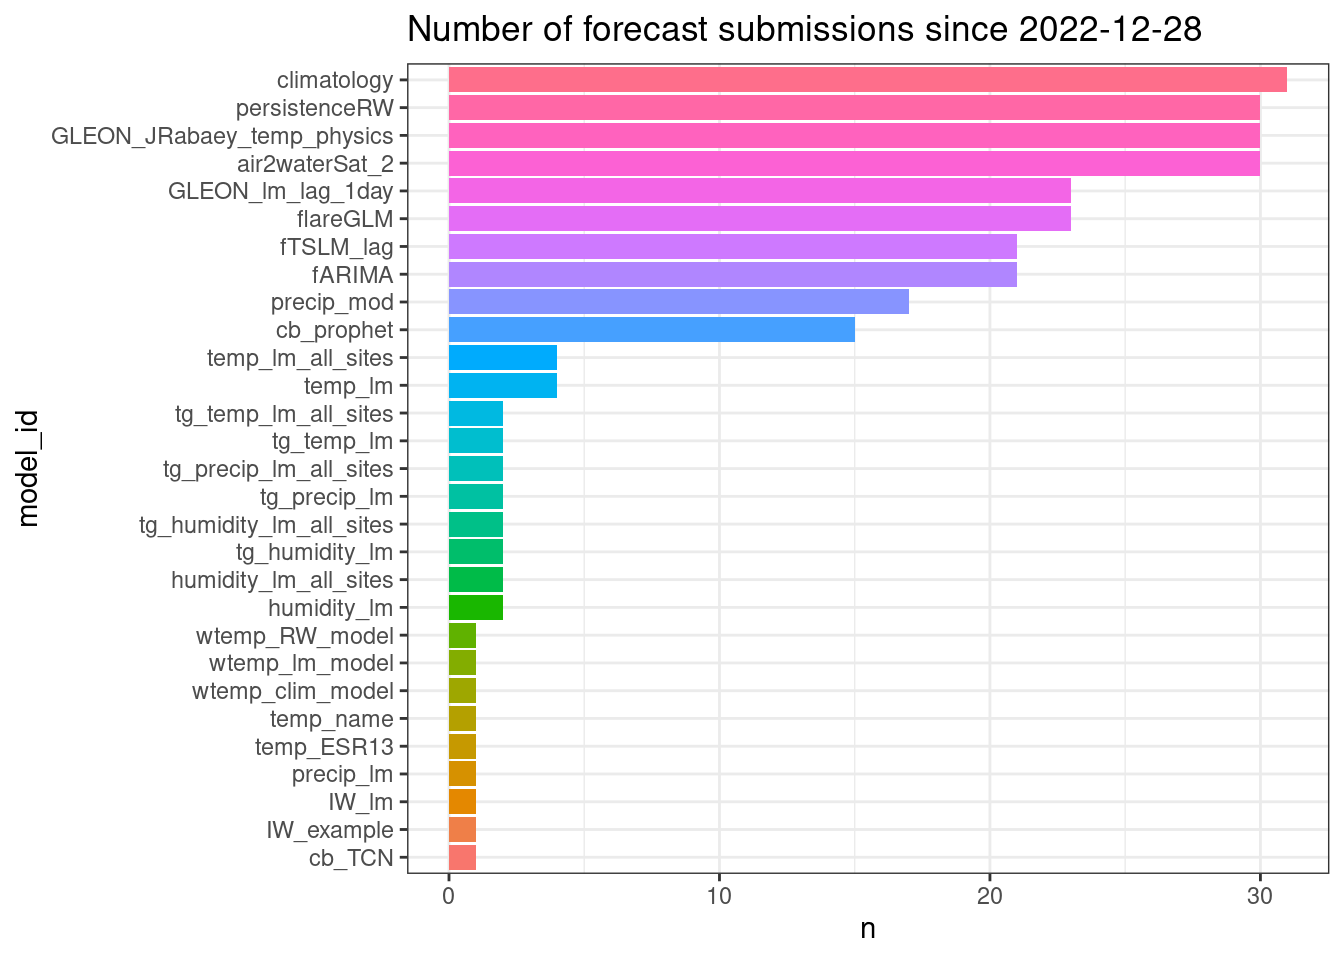 Number of forecast submissions since 2022-12-28
climatology
persistenceRW
GLEON_JRabaey_temp_physics
air2waterSat_2
GLEON_lm_lag_1day
flareGLM
fTSLM_lag
fARIMA
precip_mod
cb_prophet
temp_lm_all_sites
temp_lm
tg_temp_lm_all_sites
tg_temp_lm
tg_precip_lm_all_sites
tg_precip_lm
tg_humidity_lm_all_sites
tg_humidity_lm
humidity_lm_all_sites
humidity_lm
wtemp_RW_model
wtemp_lm_model
wtemp_clim_model
temp_name
temp_ESR13
precip_lm
IW_lm
IW_example
cb_TCN
model_id
0 10 20 30
n